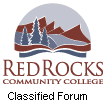 RED ROCKS
COMMUNITY COLLEGE
Classified Forum